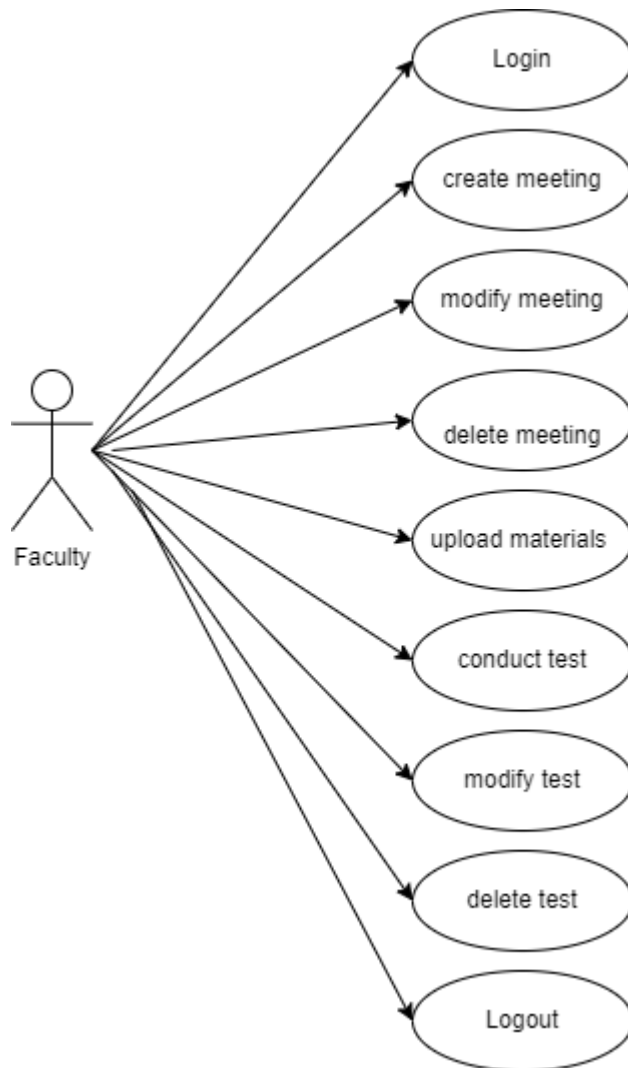 Login
create meeting
modify meeting
delete meeting
upload materials
Faculty
conduct test
modify test
delete test
Logout